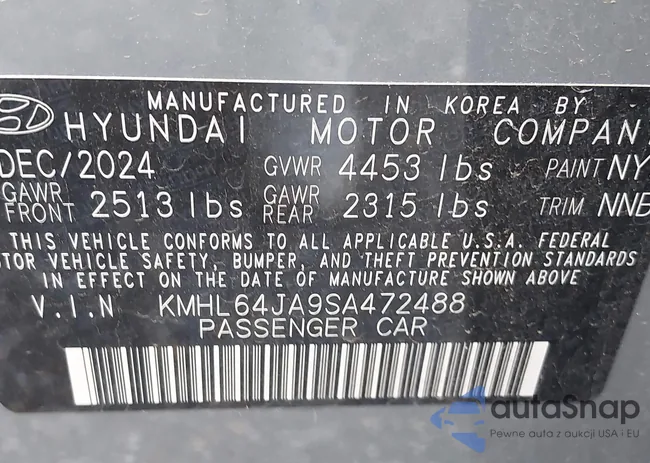 MANUFACTURED IN KOREA BY
HYUNDAI MOTOR COMPANY
DEC/2024 GVWR 4453 lbs PAINT NY
GAWR FRONT 2513 lbs GAWR REAR 2315 lbs TRIM NNB
THIS VEHICLE CONFORMS TO ALL APPLICABLE U.S.A. FEDERAL
MOTOR VEHICLE SAFETY, BUMPER, AND THEFT PREVENTION STANDARDS
IN EFFECT ON THE DATE OF MANUFACTURE SHOWN ABOVE
V.I.N KMHL64JA9SA472488
PASSENGER CAR
autoSnap
Pewne auta z aukcji USA i EU